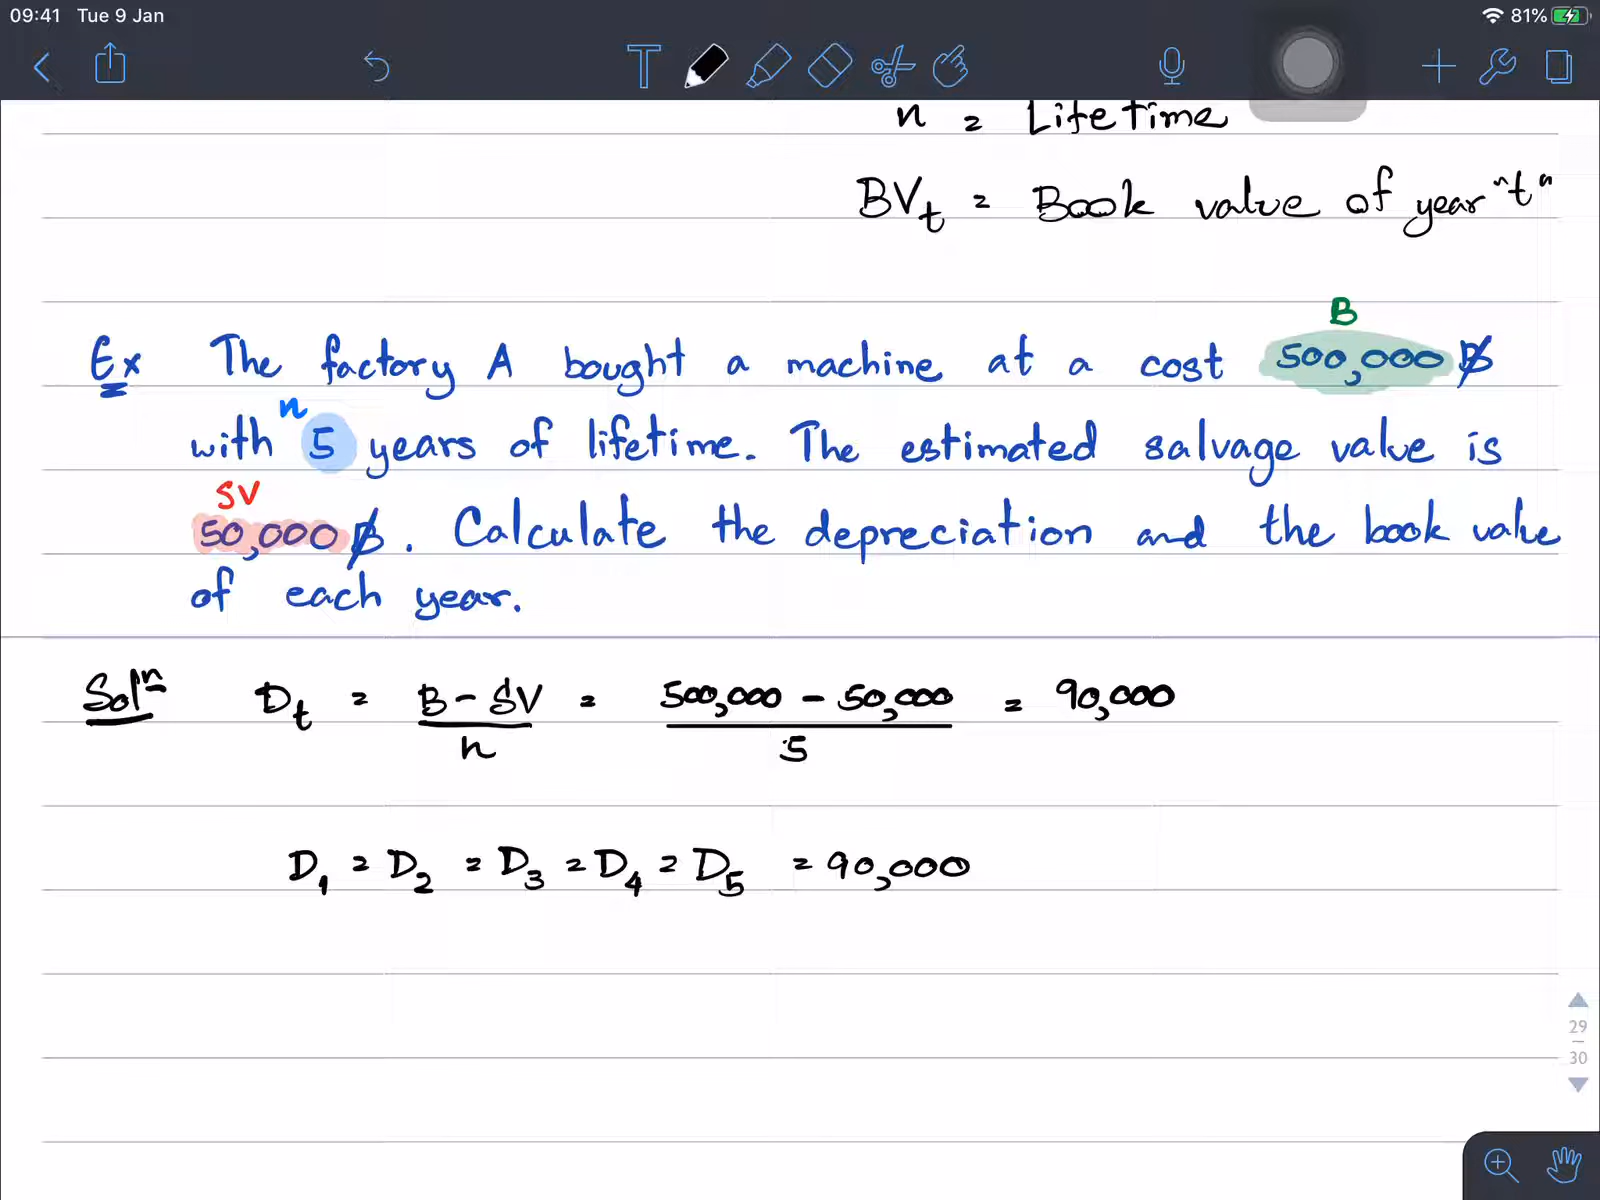 09:41 Tue 9 Jan 81%
T
n = Lifetime
BVt = Book value of year "t"
B
Ex The factory A bought a machine at a cost 500,000 ฿
n
with 5 years of lifetime. The estimated salvage value is
SV
50,000 ฿. Calculate the depreciation and the book value
of each year.
Solⁿ Dt = B - SV = 500,000 - 50,000 = 90,000
n 5
D₁ = D₂ = D₃ = D₄ = D₅ = 90,000
29
30